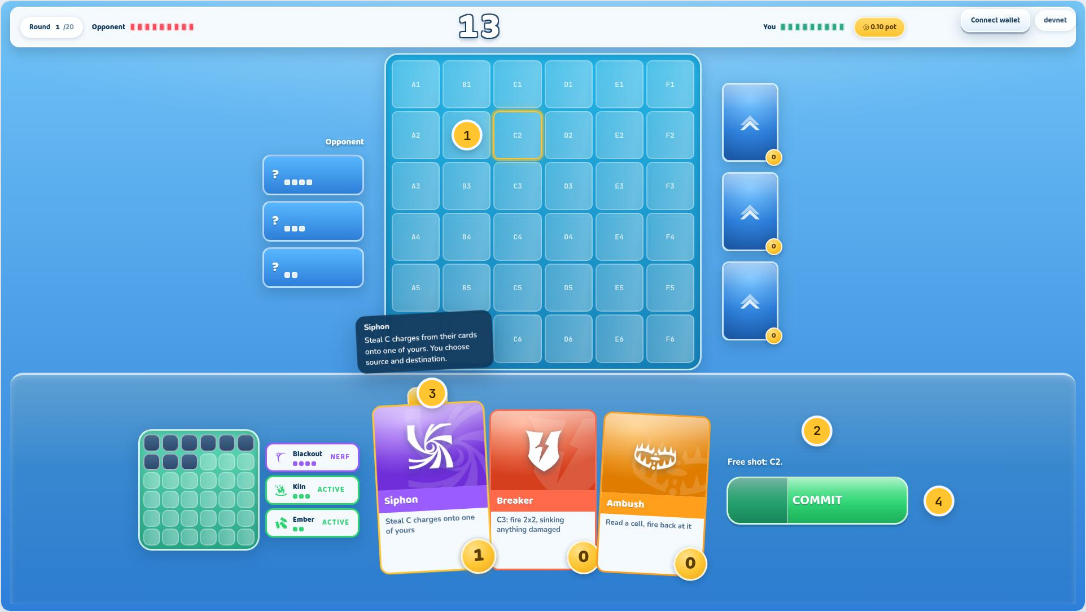 Round 1 /20
Opponent
13
You
0.10 pot
Connect wallet
devnet
A1 B1 C1 D1 E1 F1
A2 1 C2 D2 E2 F2
A3 B3 C3 D3 E3 F3
A4 B4 C4 D4 E4 F4
A5 B5 C5 D5 E5 F5
C6 D6 E6 F6
Opponent
?
?
?
0
0
0
Siphon
Steal C charges from their cards
onto one of yours. You choose
source and destination.
3
2
Blackout NERF
Kiln ACTIVE
Ember ACTIVE
Siphon
Steal C charges onto one
of yours
1
Breaker
C3: fire 2x2, sinking
anything damaged
0
Ambush
Read a cell, fire back at it
0
Free shot: C2.
COMMIT
4